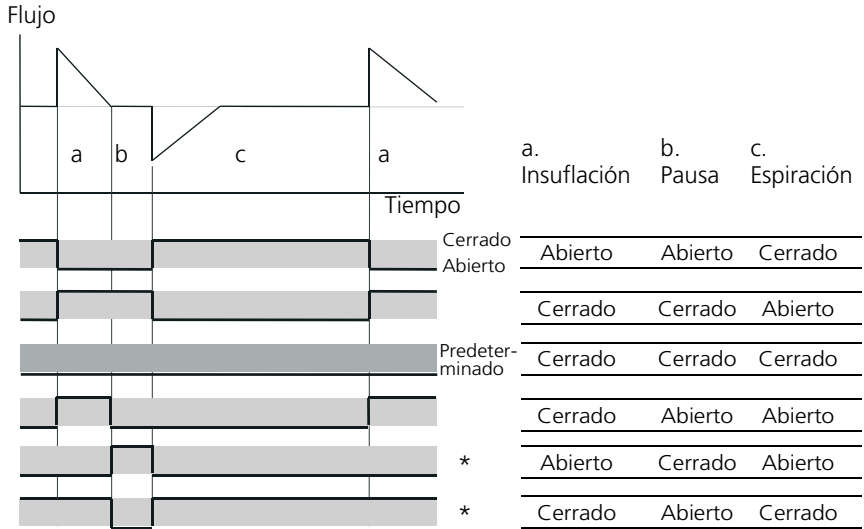 Flujo
a b c a
Tiempo
a. b. c.
Insuflación Pausa Espiración
Cerrado
Abierto
Abierto Abierto Cerrado
Cerrado Cerrado Abierto
Predeter-
minado
Cerrado Cerrado Cerrado
Cerrado Abierto Abierto
* Abierto Cerrado Abierto
* Cerrado Abierto Cerrado